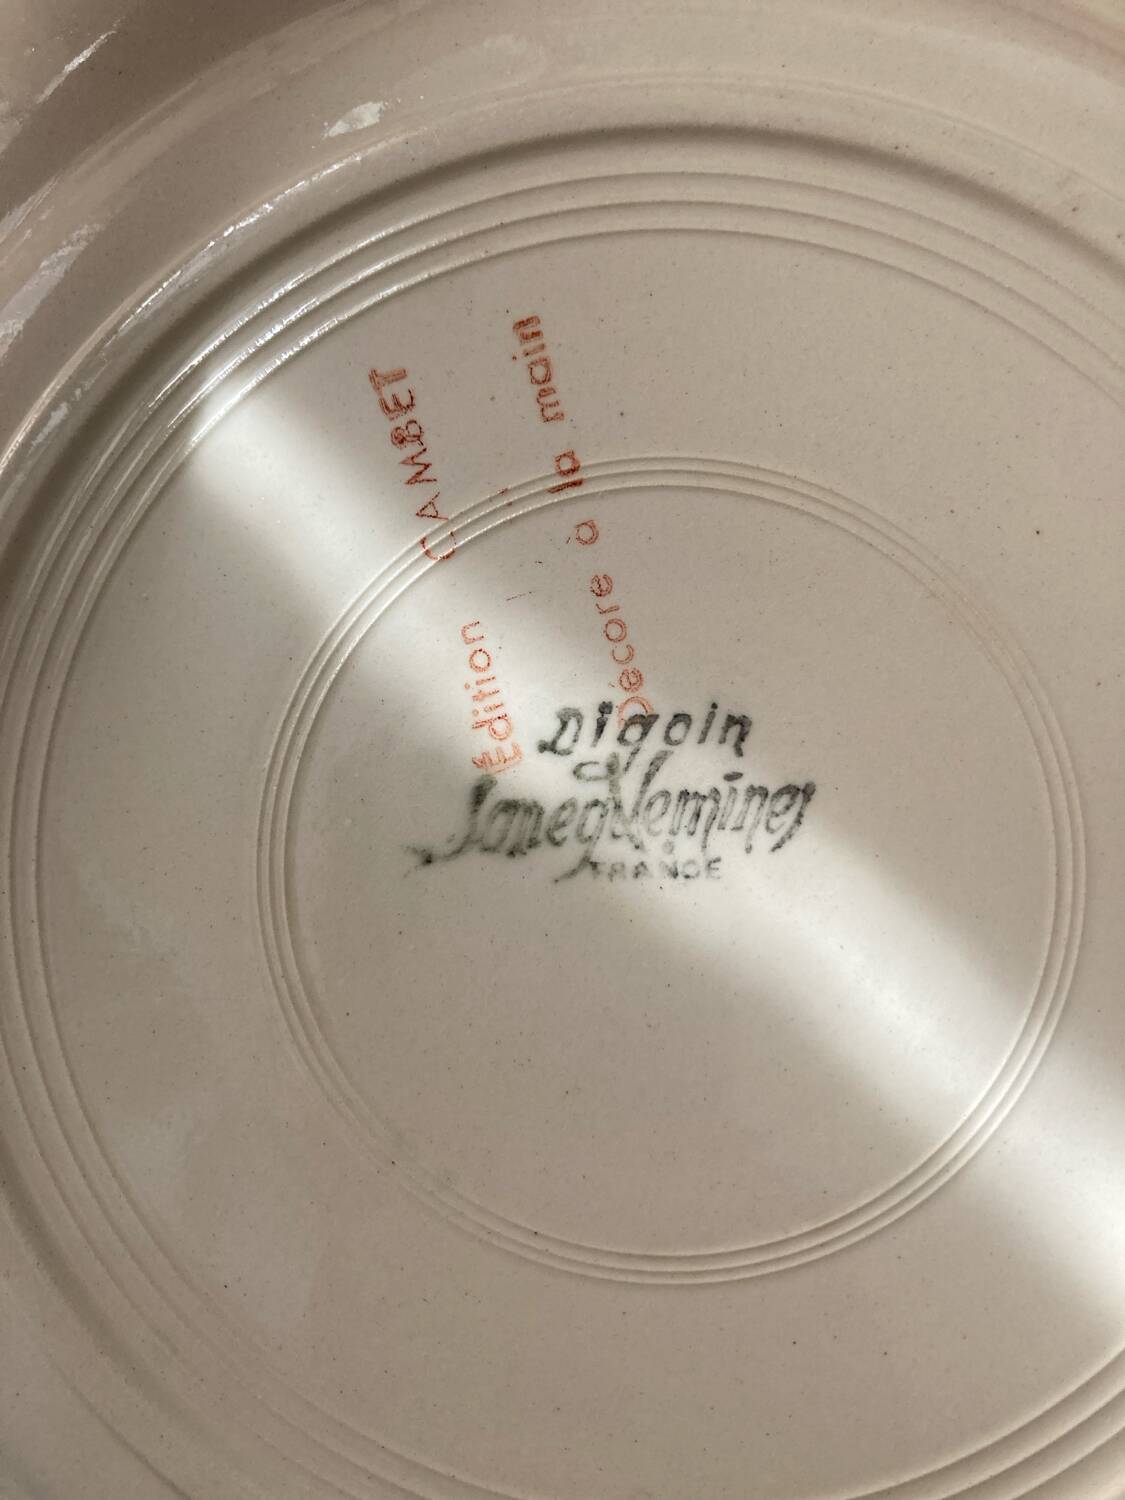 Edition CAMBET
Décoré à la main
Digoin
&
Sarreguemines
FRANCE